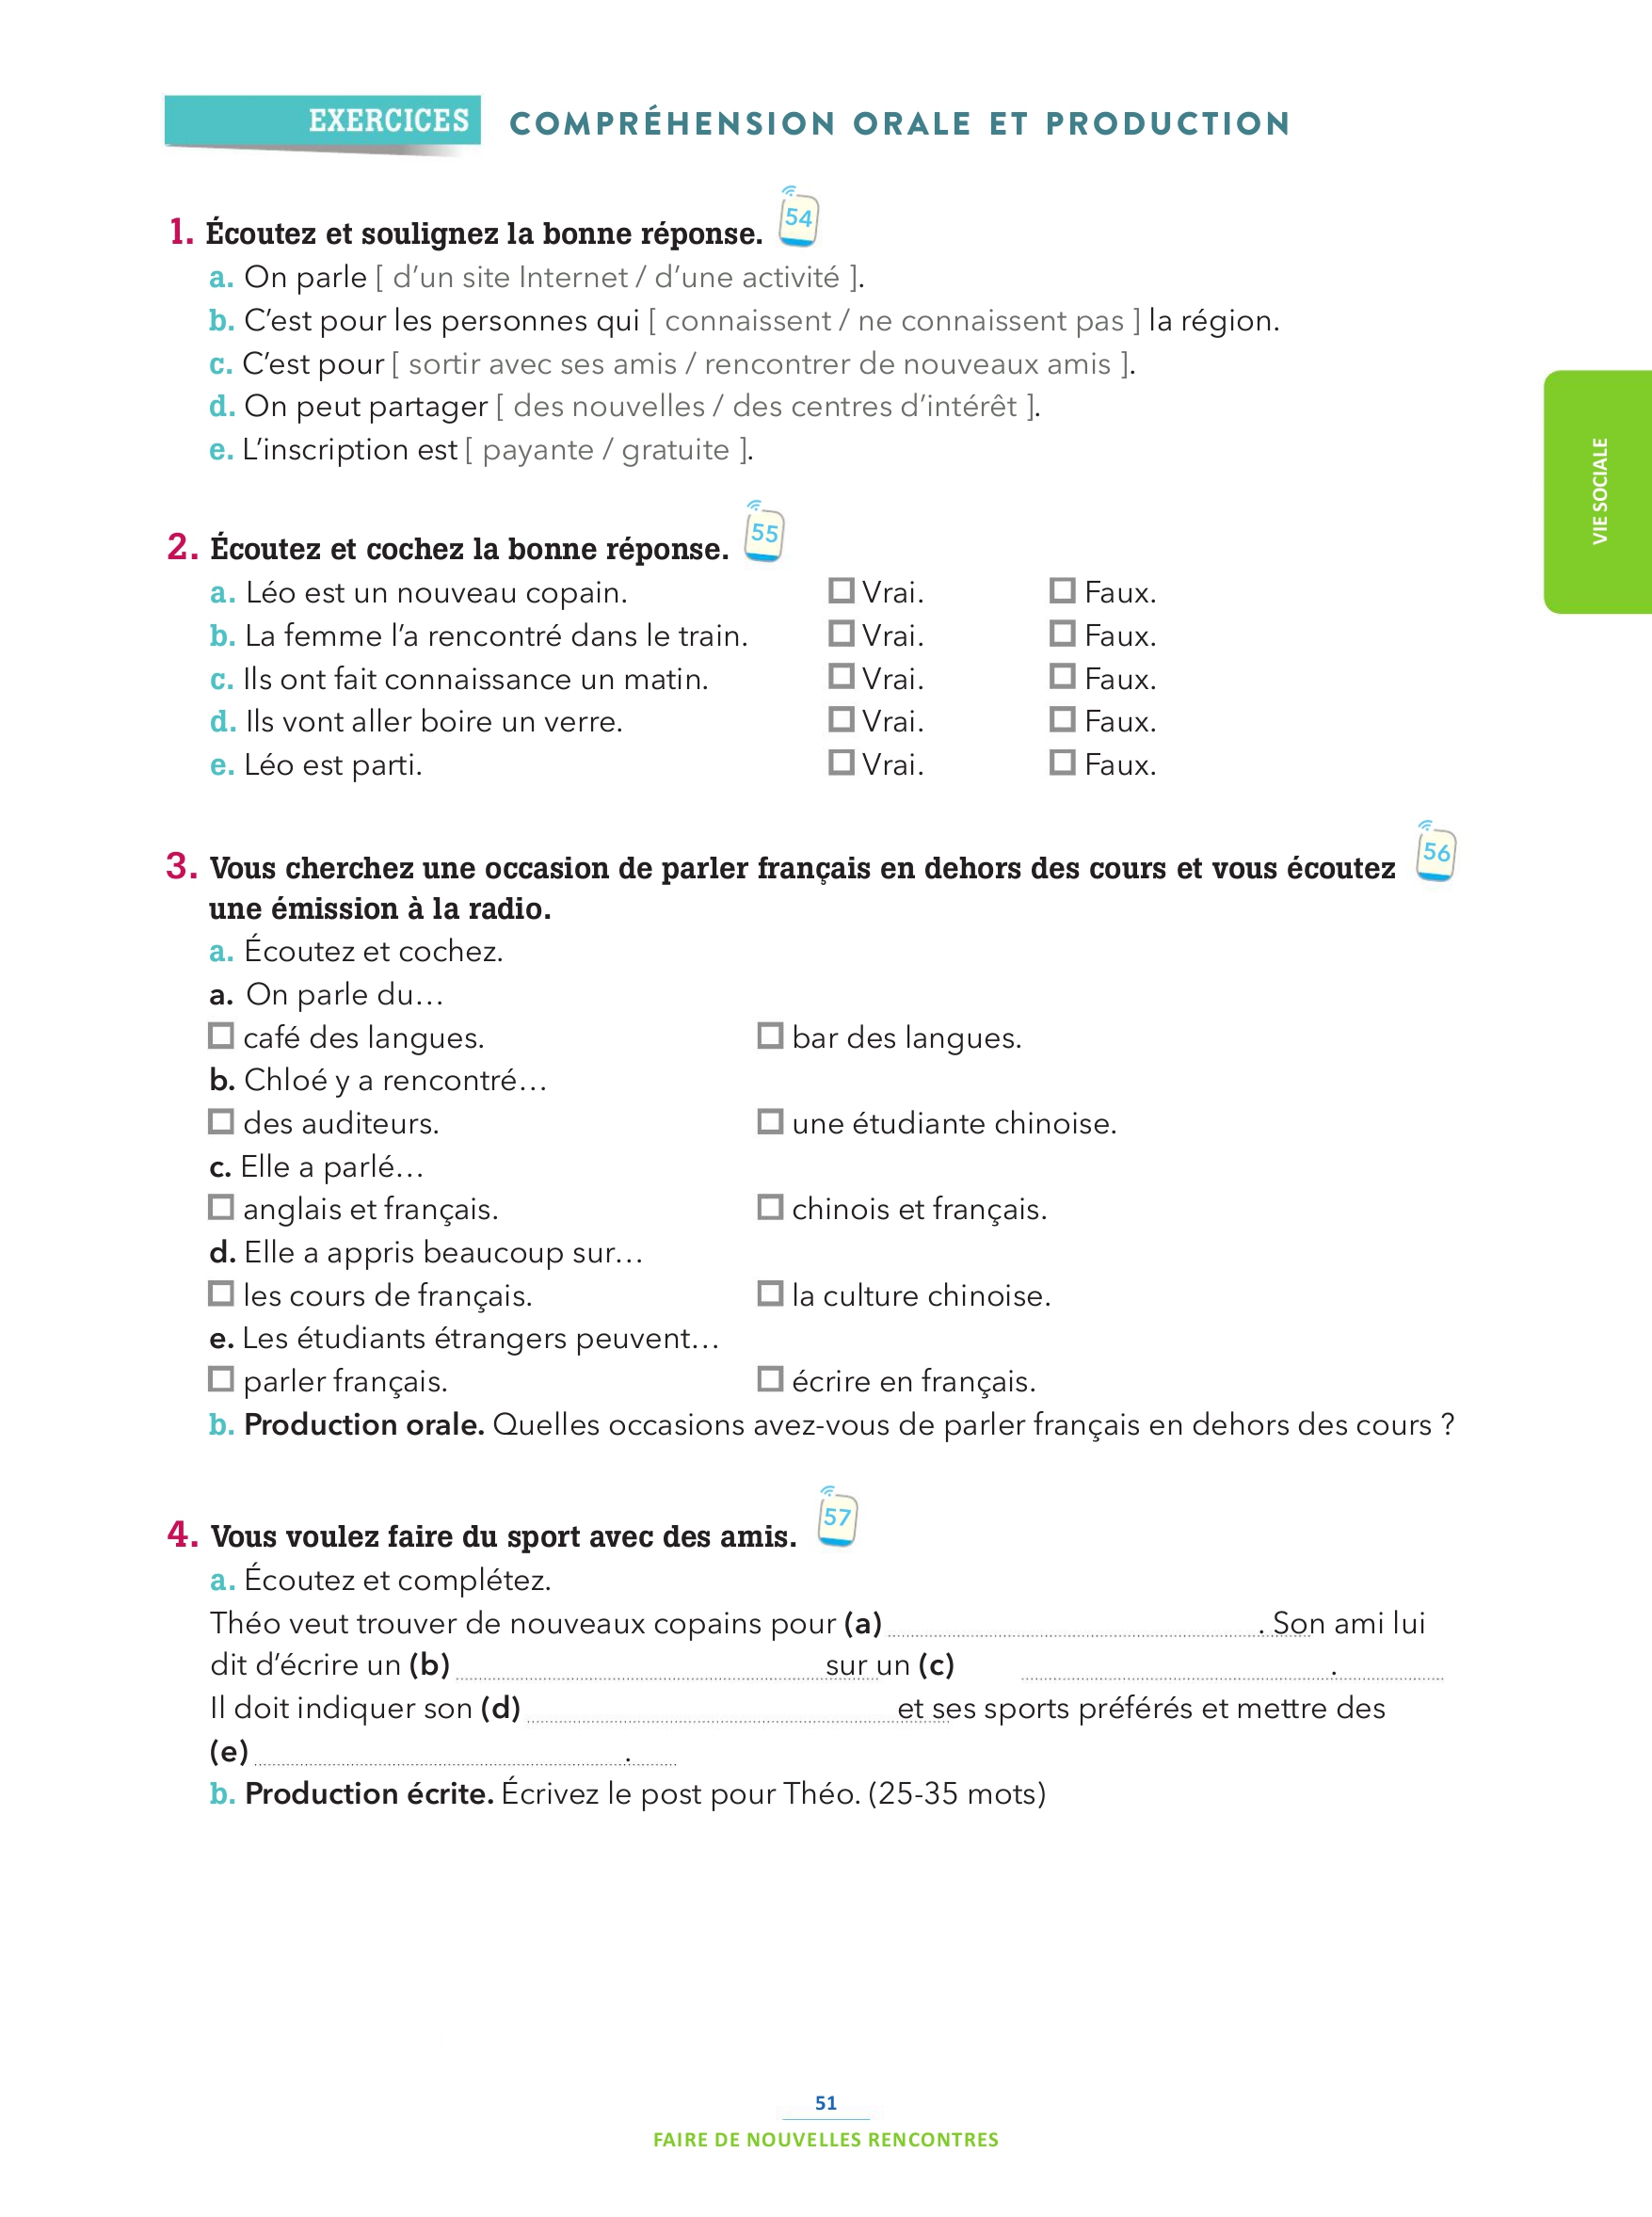 EXERCICES COMPRÉHENSION ORALE ET PRODUCTION
1. Écoutez et soulignez la bonne réponse. 54
a. On parle [ d'un site Internet / d'une activité ].
b. C'est pour les personnes qui [ connaissent / ne connaissent pas ] la région.
c. C'est pour [ sortir avec ses amis / rencontrer de nouveaux amis ].
d. On peut partager [ des nouvelles / des centres d'intérêt ].
e. L'inscription est [ payante / gratuite ].
VIE SOCIALE
2. Écoutez et cochez la bonne réponse. 55
a. Léo est un nouveau copain. ☐ Vrai. ☐ Faux.
b. La femme l'a rencontré dans le train. ☐ Vrai. ☐ Faux.
c. Ils ont fait connaissance un matin. ☐ Vrai. ☐ Faux.
d. Ils vont aller boire un verre. ☐ Vrai. ☐ Faux.
e. Léo est parti. ☐ Vrai. ☐ Faux.
3. Vous cherchez une occasion de parler français en dehors des cours et vous écoutez 56
une émission à la radio.
a. Écoutez et cochez.
a. On parle du…
☐ café des langues. ☐ bar des langues.
b. Chloé y a rencontré…
☐ des auditeurs. ☐ une étudiante chinoise.
c. Elle a parlé…
☐ anglais et français. ☐ chinois et français.
d. Elle a appris beaucoup sur…
☐ les cours de français. ☐ la culture chinoise.
e. Les étudiants étrangers peuvent…
☐ parler français. ☐ écrire en français.
b. Production orale. Quelles occasions avez-vous de parler français en dehors des cours ?
4. Vous voulez faire du sport avec des amis. 57
a. Écoutez et complétez.
Théo veut trouver de nouveaux copains pour (a) . Son ami lui
dit d'écrire un (b) sur un (c) .
Il doit indiquer son (d) et ses sports préférés et mettre des
(e) .
b. Production écrite. Écrivez le post pour Théo. (25-35 mots)
51
FAIRE DE NOUVELLES RENCONTRES